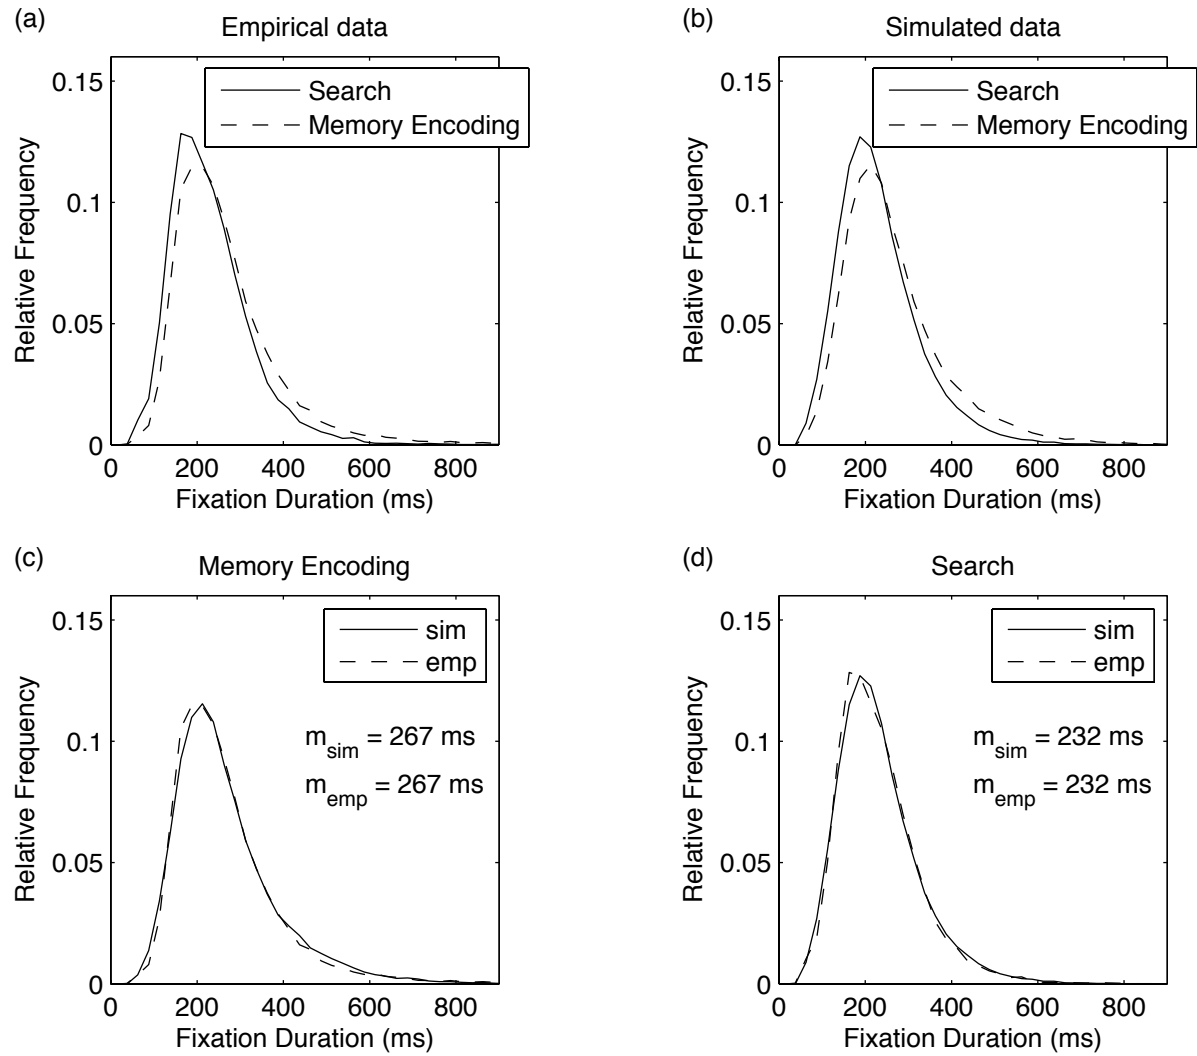 (a)
Empirical data
Search
Memory Encoding
0.15
0.1
0.05
0
Relative Frequency
0 200 400 600 800
Fixation Duration (ms)
(b)
Simulated data
Search
Memory Encoding
0.15
0.1
0.05
0
Relative Frequency
0 200 400 600 800
Fixation Duration (ms)
(c)
Memory Encoding
sim
emp
m_sim = 267 ms
m_emp = 267 ms
0.15
0.1
0.05
0
Relative Frequency
0 200 400 600 800
Fixation Duration (ms)
(d)
Search
sim
emp
m_sim = 232 ms
m_emp = 232 ms
0.15
0.1
0.05
0
Relative Frequency
0 200 400 600 800
Fixation Duration (ms)